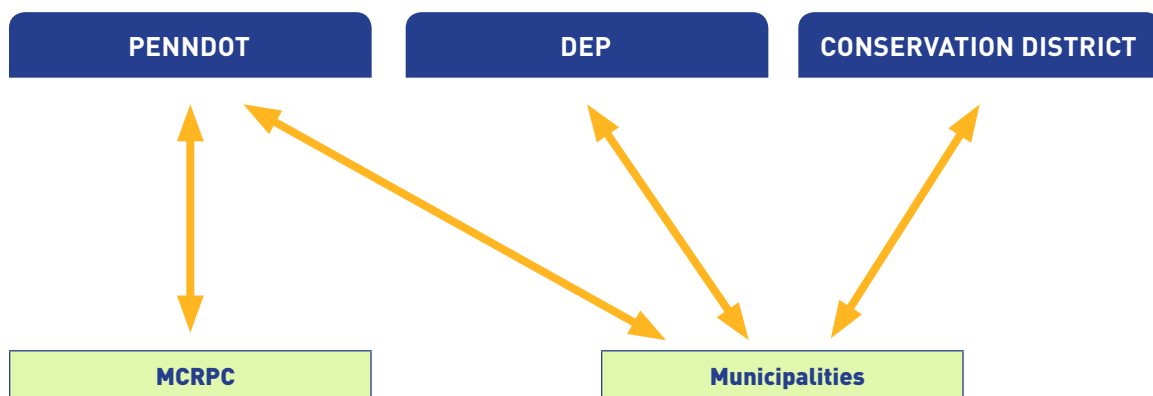 PENNDOT
DEP
CONSERVATION DISTRICT
MCRPC
Municipalities